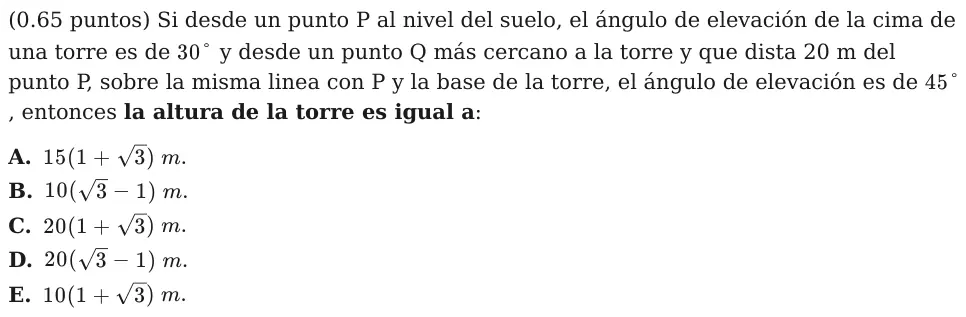 (0.65 puntos) Si desde un punto P al nivel del suelo, el ángulo de elevación de la cima de
una torre es de 30° y desde un punto Q más cercano a la torre y que dista 20 m del
punto P, sobre la misma linea con P y la base de la torre, el ángulo de elevación es de 45°
, entonces la altura de la torre es igual a:
A. 15(1 + √3) m.
B. 10(√3 − 1) m.
C. 20(1 + √3) m.
D. 20(√3 − 1) m.
E. 10(1 + √3) m.